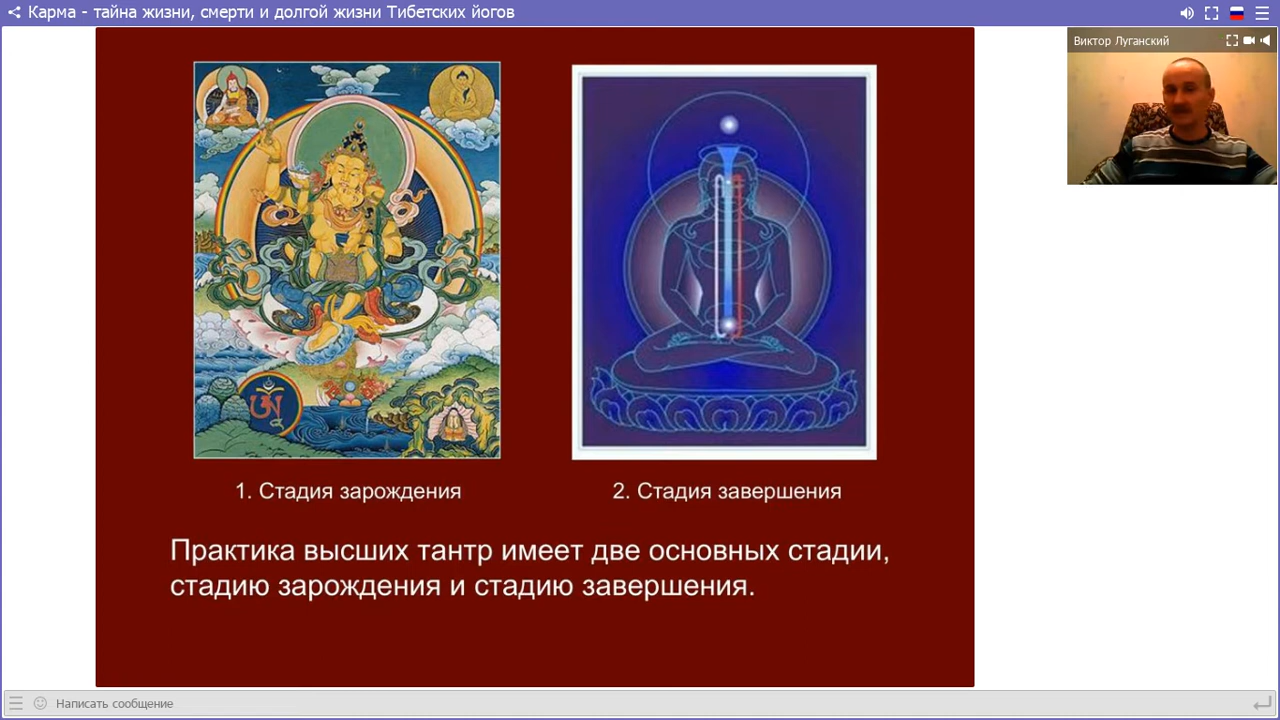 Карма - тайна жизни, смерти и долгой жизни Тибетских йогов
Виктор Луганский
1. Стадия зарождения
2. Стадия завершения
Практика высших тантр имеет две основных стадии,
стадию зарождения и стадию завершения.
Написать сообщение